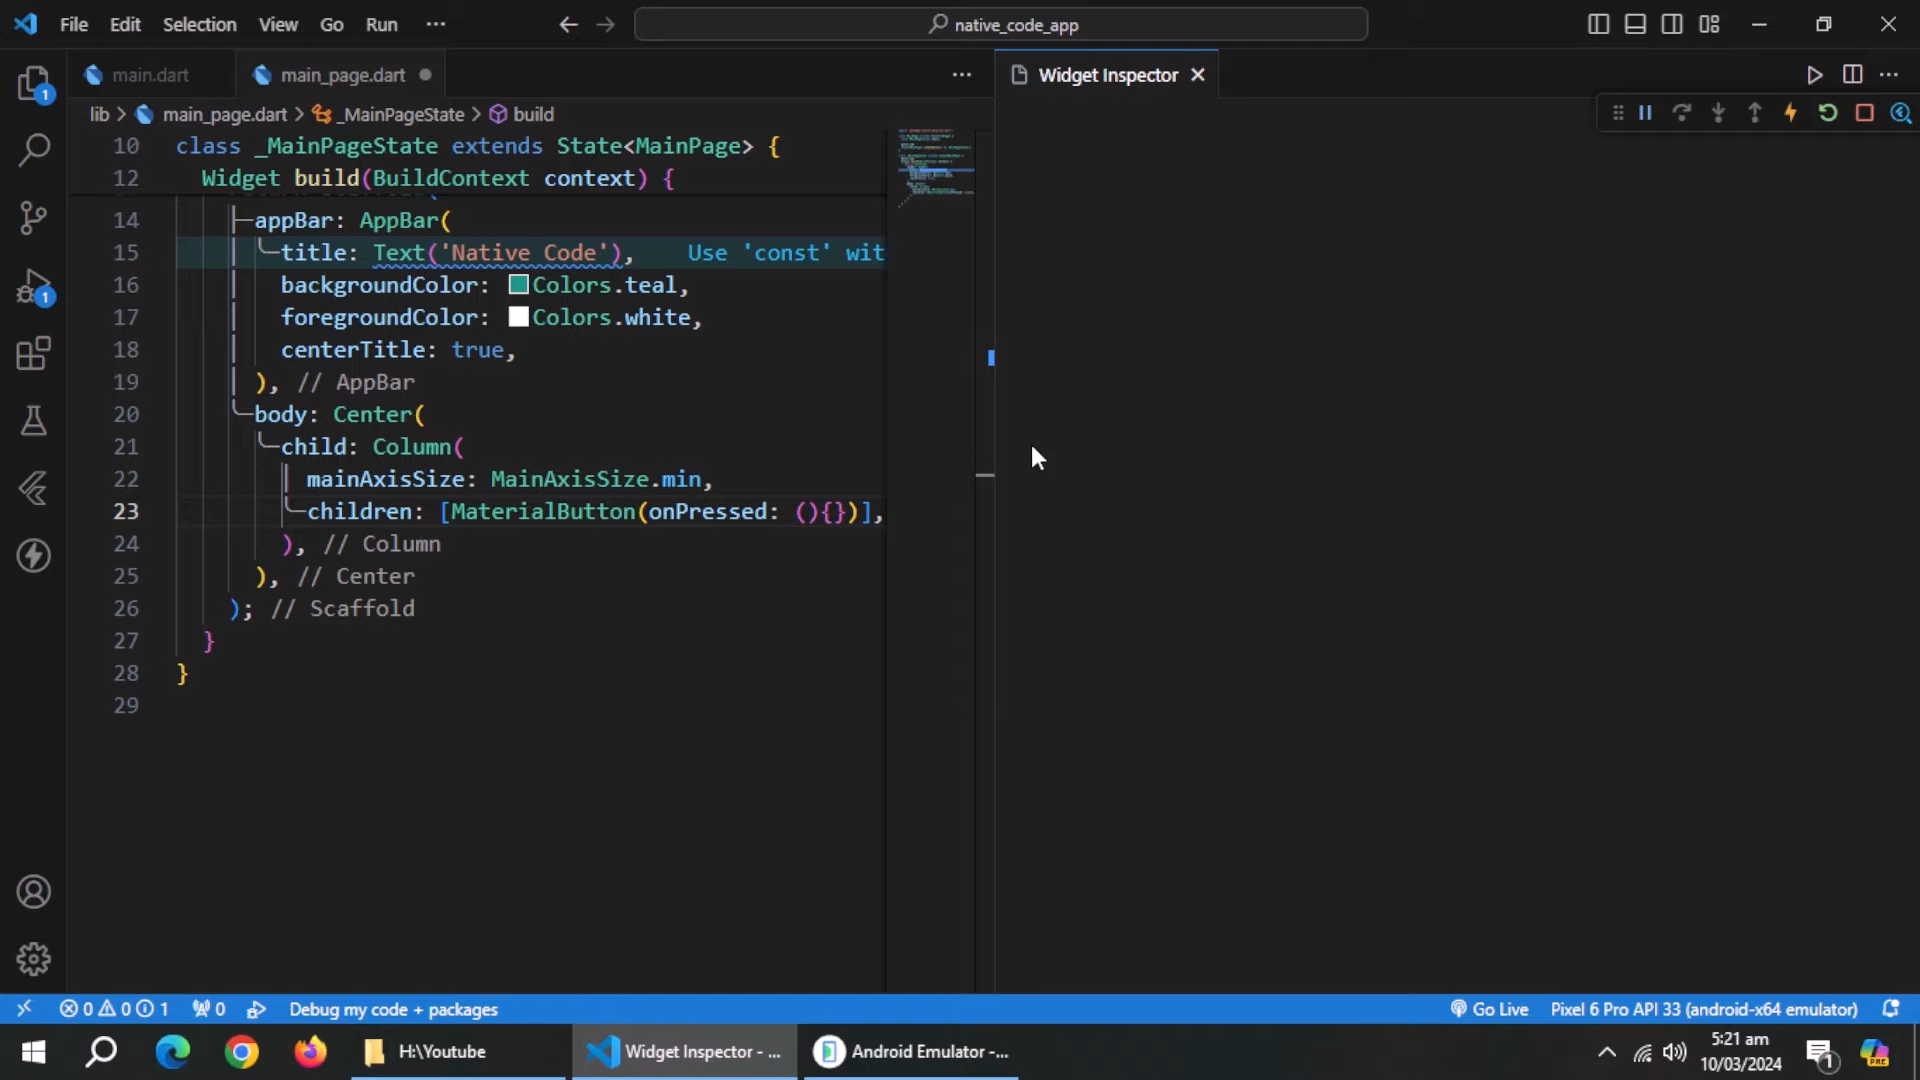 File Edit Selection View Go Run ··· native_code_app
main.dart main_page.dart ··· Widget Inspector
lib > main_page.dart > _MainPageState > build
10 class _MainPageState extends State<MainPage> {
12 Widget build(BuildContext context) {
14 appBar: AppBar(
15 title: Text('Native Code'), Use 'const' wit
16 backgroundColor: Colors.teal,
17 foregroundColor: Colors.white,
18 centerTitle: true,
19 ), // AppBar
20 body: Center(
21 child: Column(
22 mainAxisSize: MainAxisSize.min,
23 children: [MaterialButton(onPressed: (){})],
24 ), // Column
25 ), // Center
26 ); // Scaffold
27 }
28 }
29
1
1
0 0 1 0 Debug my code + packages Go Live Pixel 6 Pro API 33 (android-x64 emulator)
H:\Youtube Widget Inspector - ... Android Emulator -... 5:21 am
10/03/2024 1 PRE